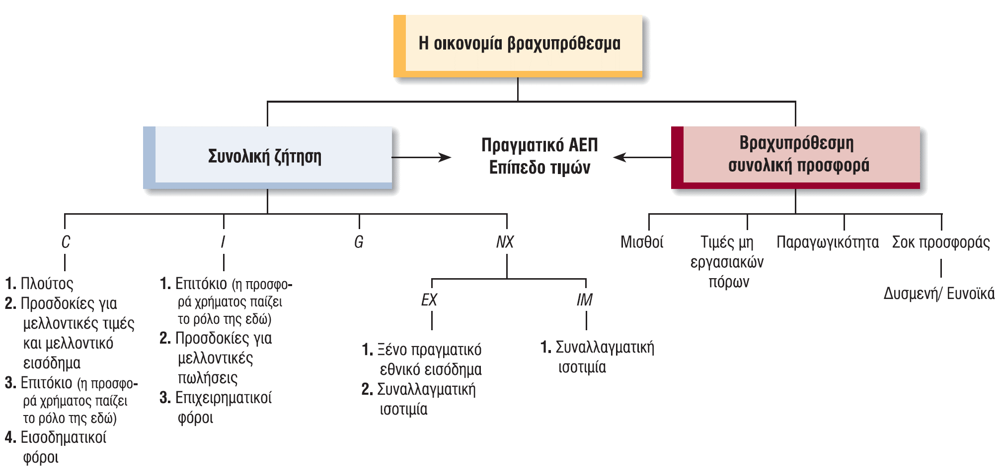 Η οικονομία βραχυπρόθεσμα
Συνολική ζήτηση
Πραγματικό ΑΕΠ
Επίπεδο τιμών
Βραχυπρόθεσμη
συνολική προσφορά
C
I
G
NX
Μισθοί
Τιμές μη
εργασιακών
πόρων
Παραγωγικότητα
Σοκ προσφοράς
Δυσμενή/ Ευνοϊκά
1. Πλούτος
2. Προσδοκίες για
μελλοντικές τιμές
και μελλοντικό
εισόδημα
3. Επιτόκιο (η προσφο-
ρά χρήματος παίζει
το ρόλο της εδώ)
4. Εισοδηματικοί
φόροι
1. Επιτόκιο (η προσφο-
ρά χρήματος παίζει
το ρόλο της εδώ)
2. Προσδοκίες για
μελλοντικές
πωλήσεις
3. Επιχειρηματικοί
φόροι
EX
IM
1. Ξένο πραγματικό
εθνικό εισόδημα
2. Συναλλαγματική
ισοτιμία
1. Συναλλαγματική
ισοτιμία